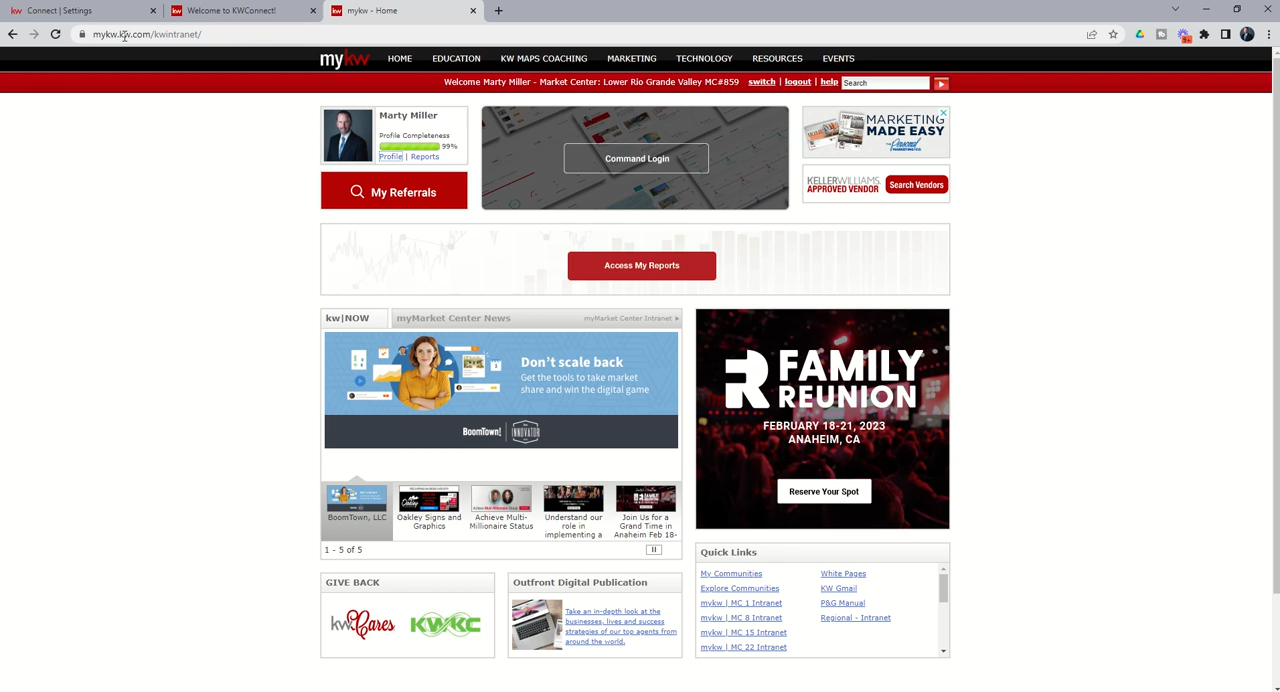 Connect | Settings
Welcome to KWConnect!
mykw - Home
mykw.kw.com/kwintranet/
9+
mykw
HOME
EDUCATION
KW MAPS COACHING
MARKETING
TECHNOLOGY
RESOURCES
EVENTS
Welcome Marty Miller - Market Center: Lower Rio Grande Valley MC#859
switch | logout | help
Search
Marty Miller
Profile Completeness
99%
Profile | Reports
My Referrals
Command Login
MARKETING
MADE EASY
KELLERWILLIAMS.
APPROVED VENDOR
Search Vendors
Access My Reports
kw|NOW
myMarket Center News
myMarket Center Intranet
Don't scale back
Get the tools to take market
share and win the digital game
BoomTown!
INNOVATOR
BoomTown, LLC
Oakley Signs and
Graphics
Achieve Multi-
Millionaire Status
Understand our
role in
implementing a
Join Us for a
Grand Time in
Anaheim Feb 18-
1 - 5 of 5
FAMILY
REUNION
FEBRUARY 18-21, 2023
ANAHEIM, CA
Reserve Your Spot
GIVE BACK
kwCares
KWKC
Outfront Digital Publication
Take an in-depth look at the
businesses, lives and success
strategies of our top agents from
around the world.
Quick Links
My Communities
Explore Communities
mykw | MC 1 Intranet
mykw | MC 8 Intranet
mykw | MC 15 Intranet
mykw | MC 22 Intranet
White Pages
KW Gmail
P&G Manual
Regional - Intranet